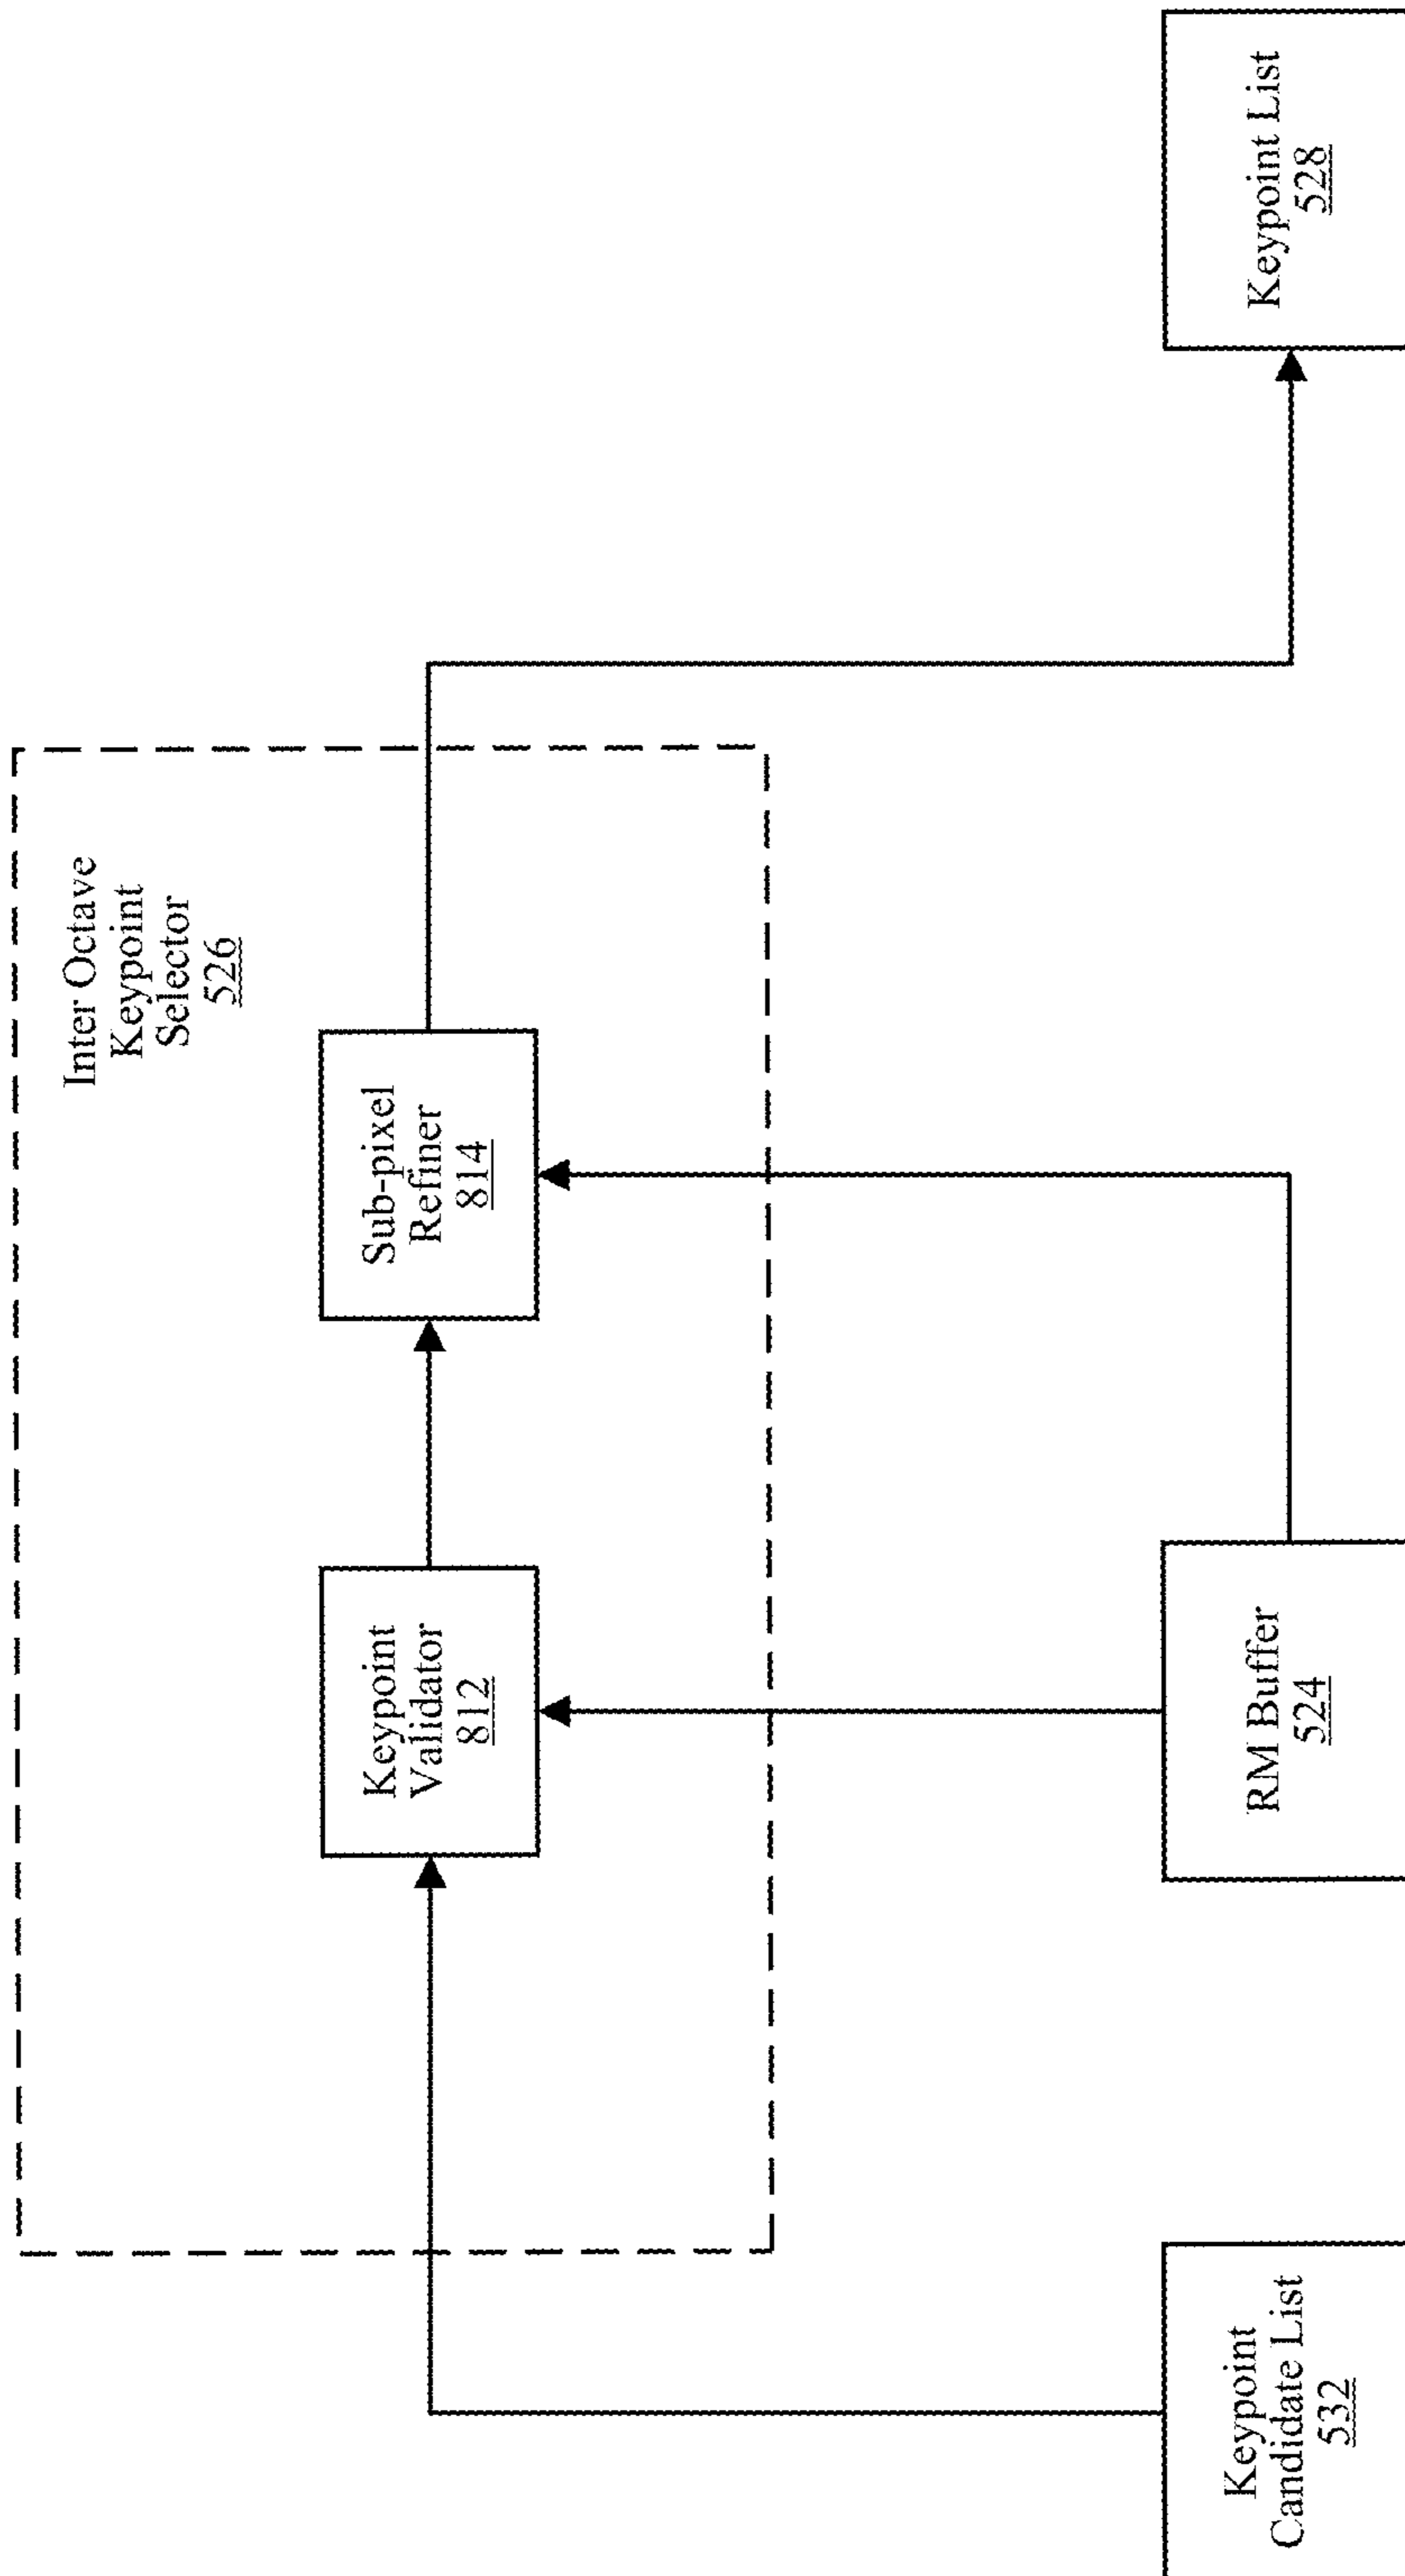 Inter Octave
Keypoint
Selector
526
Keypoint
Validator
812
Sub-pixel
Refiner
814
Keypoint
Candidate List
532
RM Buffer
524
Keypoint List
528